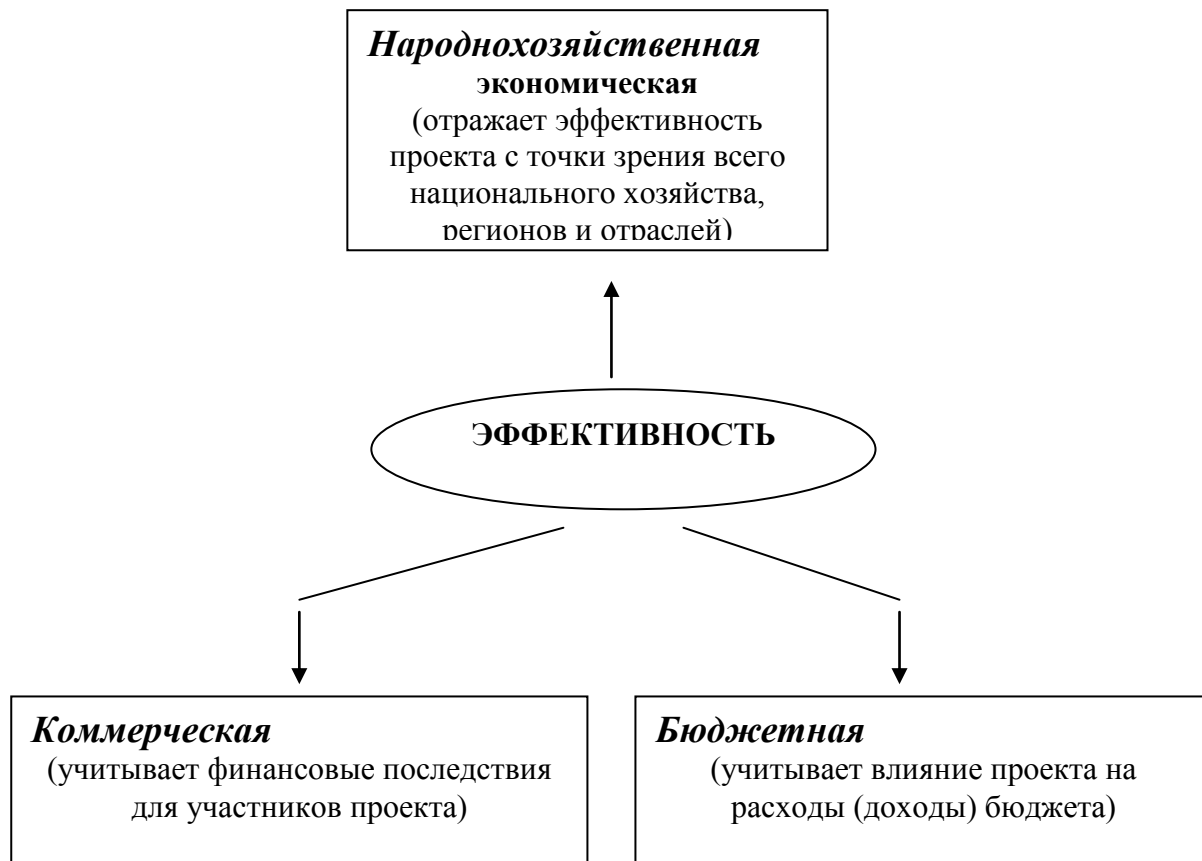 Народнохозяйственная
экономическая
(отражает эффективность
проекта с точки зрения всего
национального хозяйства,
регионов и отраслей)
ЭФФЕКТИВНОСТЬ
Коммерческая
(учитывает финансовые последствия
для участников проекта)
Бюджетная
(учитывает влияние проекта на
расходы (доходы) бюджета)